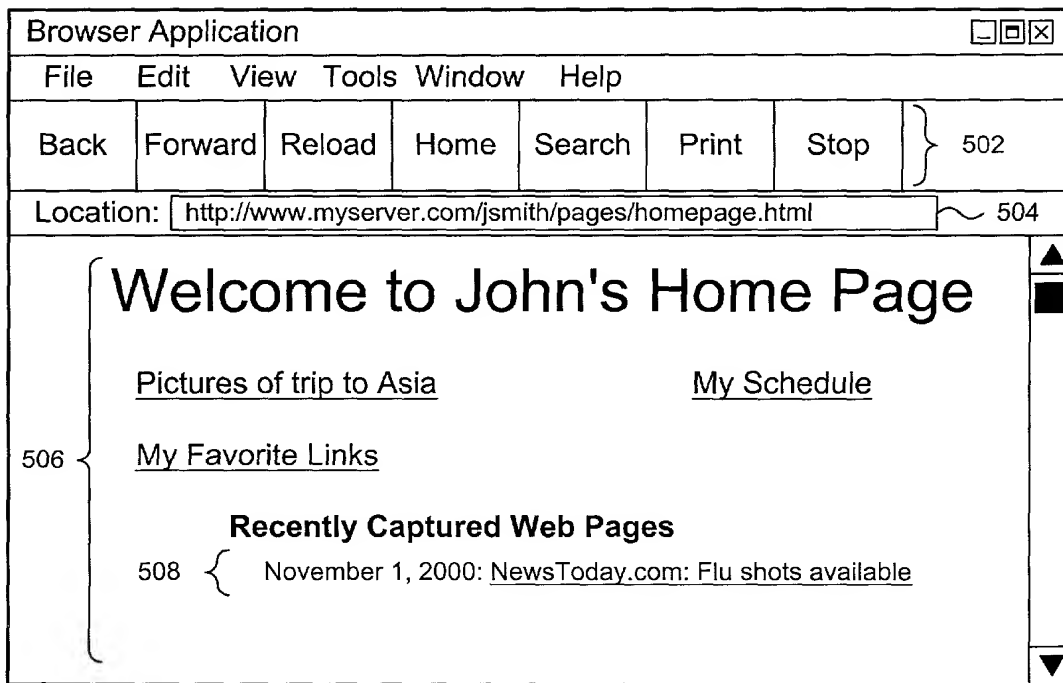 Browser Application
File Edit View Tools Window Help
Back Forward Reload Home Search Print Stop 502
Location: http://www.myserver.com/jsmith/pages/homepage.html 504
Welcome to John's Home Page
Pictures of trip to Asia My Schedule
506 My Favorite Links
Recently Captured Web Pages
508 November 1, 2000: NewsToday.com: Flu shots available